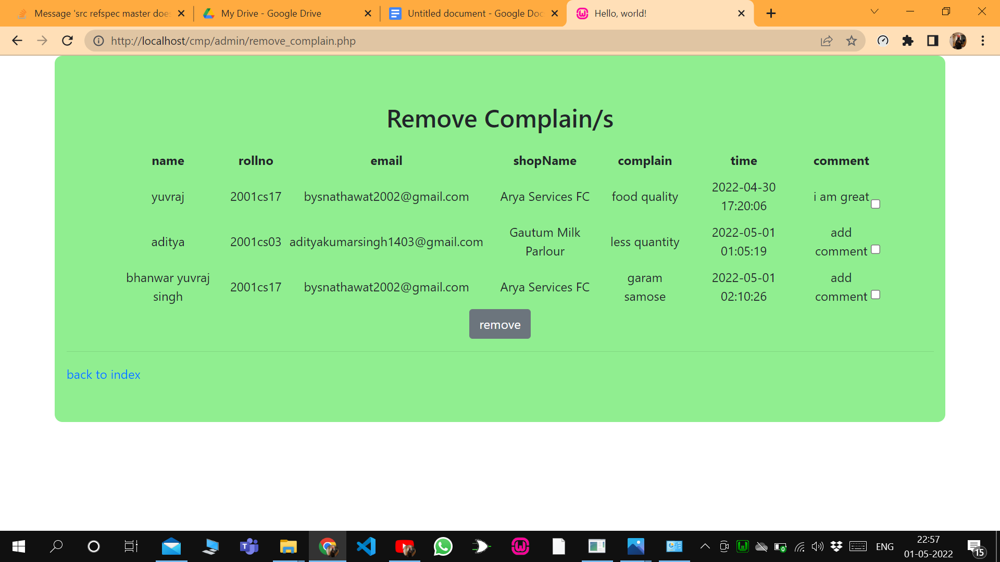 Message 'src refspec master does
My Drive - Google Drive
Untitled document - Google Doc
Hello, world!
http://localhost/cmp/admin/remove_complain.php
Remove Complain/s
name rollno email shopName complain time comment
yuvraj 2001cs17 bysnathawat2002@gmail.com Arya Services FC food quality 2022-04-30 17:20:06 i am great
aditya 2001cs03 adityakumarsingh1403@gmail.com Gautum Milk Parlour less quantity 2022-05-01 01:05:19 add comment
bhanwar yuvraj singh 2001cs17 bysnathawat2002@gmail.com Arya Services FC garam samose 2022-05-01 02:10:26 add comment
remove
back to index
ENG
22:57
01-05-2022
15